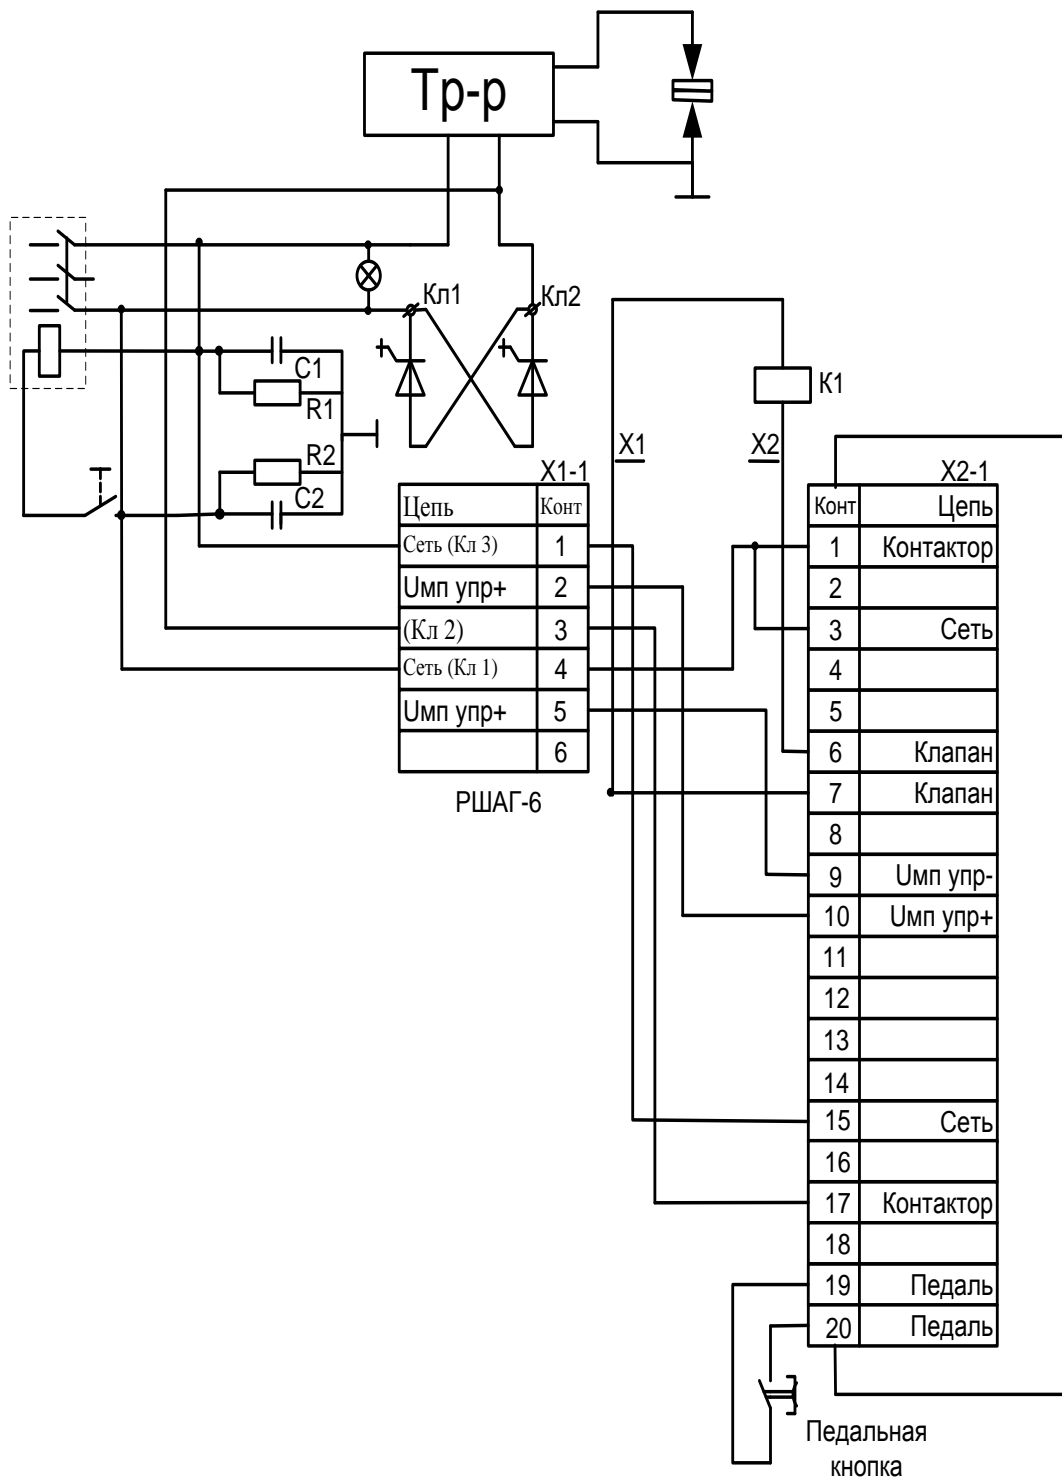 Тр-р
Кл1
Кл2
C1
R1
R2
C2
К1
X1
X2
X1-1
Цепь Конт
Сеть (Кл 3) 1
Uмп упр+ 2
(Кл 2) 3
Сеть (Кл 1) 4
Uмп упр+ 5
6
РШАГ-6
X2-1
Конт Цепь
1 Контактор
2
3 Сеть
4
5
6 Клапан
7 Клапан
8
9 Uмп упр-
10 Uмп упр+
11
12
13
14
15 Сеть
16
17 Контактор
18
19 Педаль
20 Педаль
Педальная
кнопка